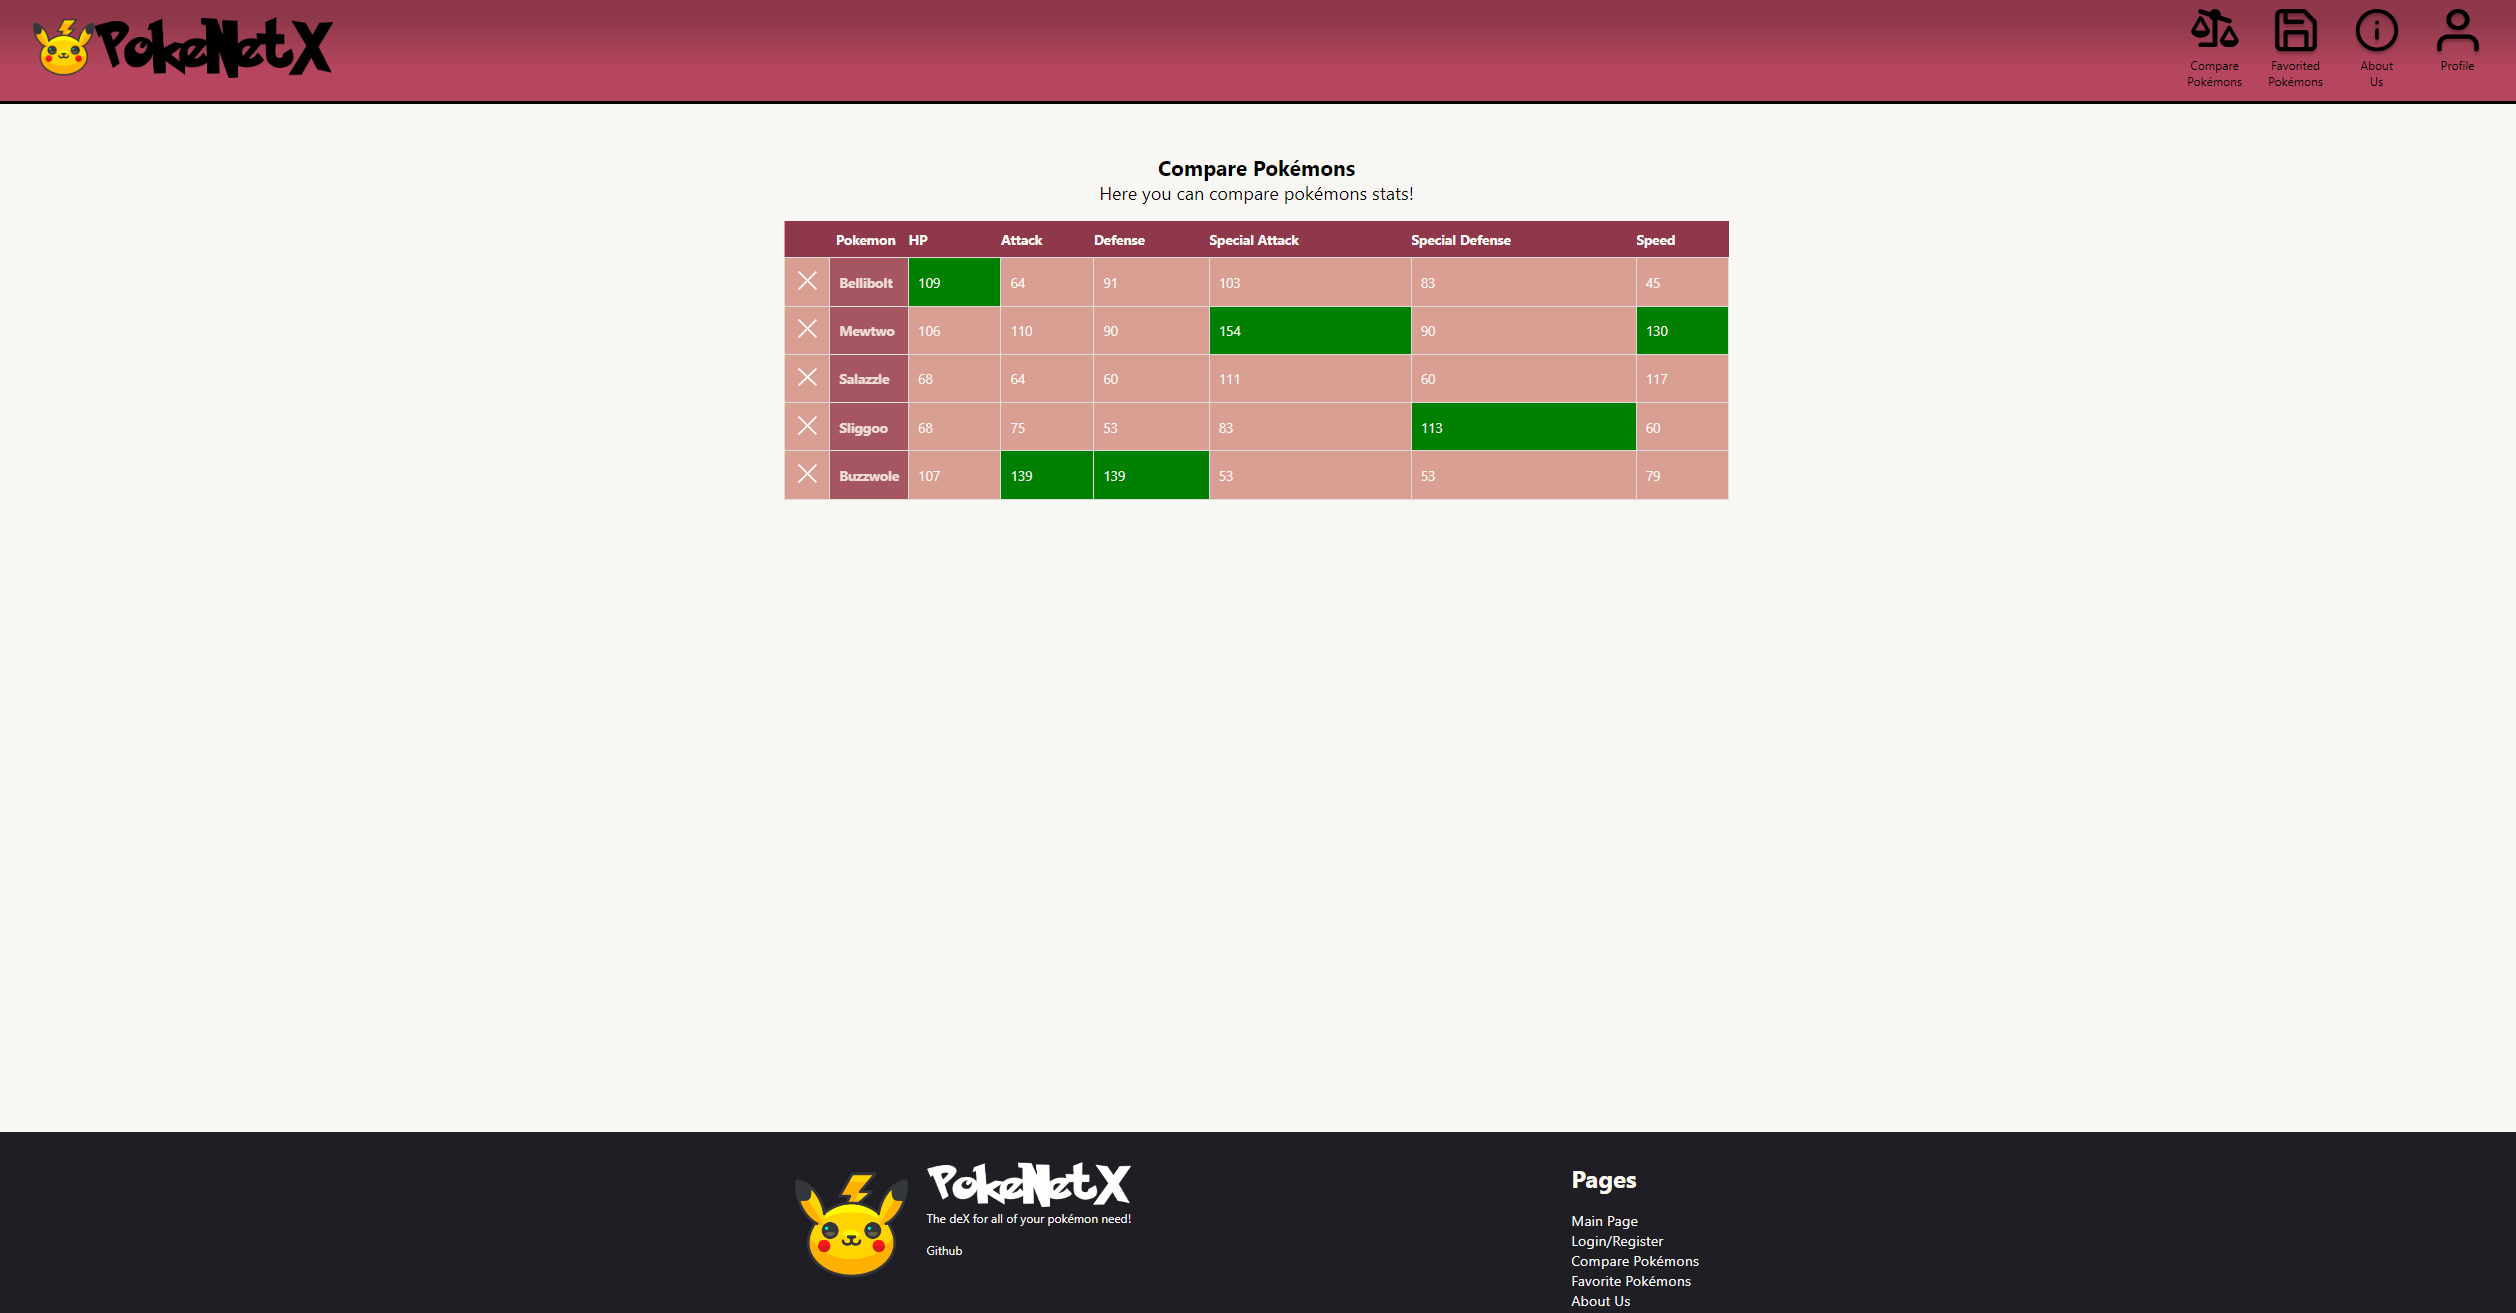 PokeNetX
Compare Pokémons
Favorited Pokémons
About Us
Profile
Compare Pokémons
Here you can compare pokémons stats!
Pokemon HP Attack Defense Special Attack Special Defense Speed
Bellibolt 109 64 91 103 83 45
Mewtwo 106 110 90 154 90 130
Salazzle 68 64 60 111 60 117
Sliggoo 68 75 53 83 113 60
Buzzwole 107 139 139 53 53 79
PokeNetX
The deX for all of your pokémon need!
Github
Pages
Main Page
Login/Register
Compare Pokémons
Favorite Pokémons
About Us